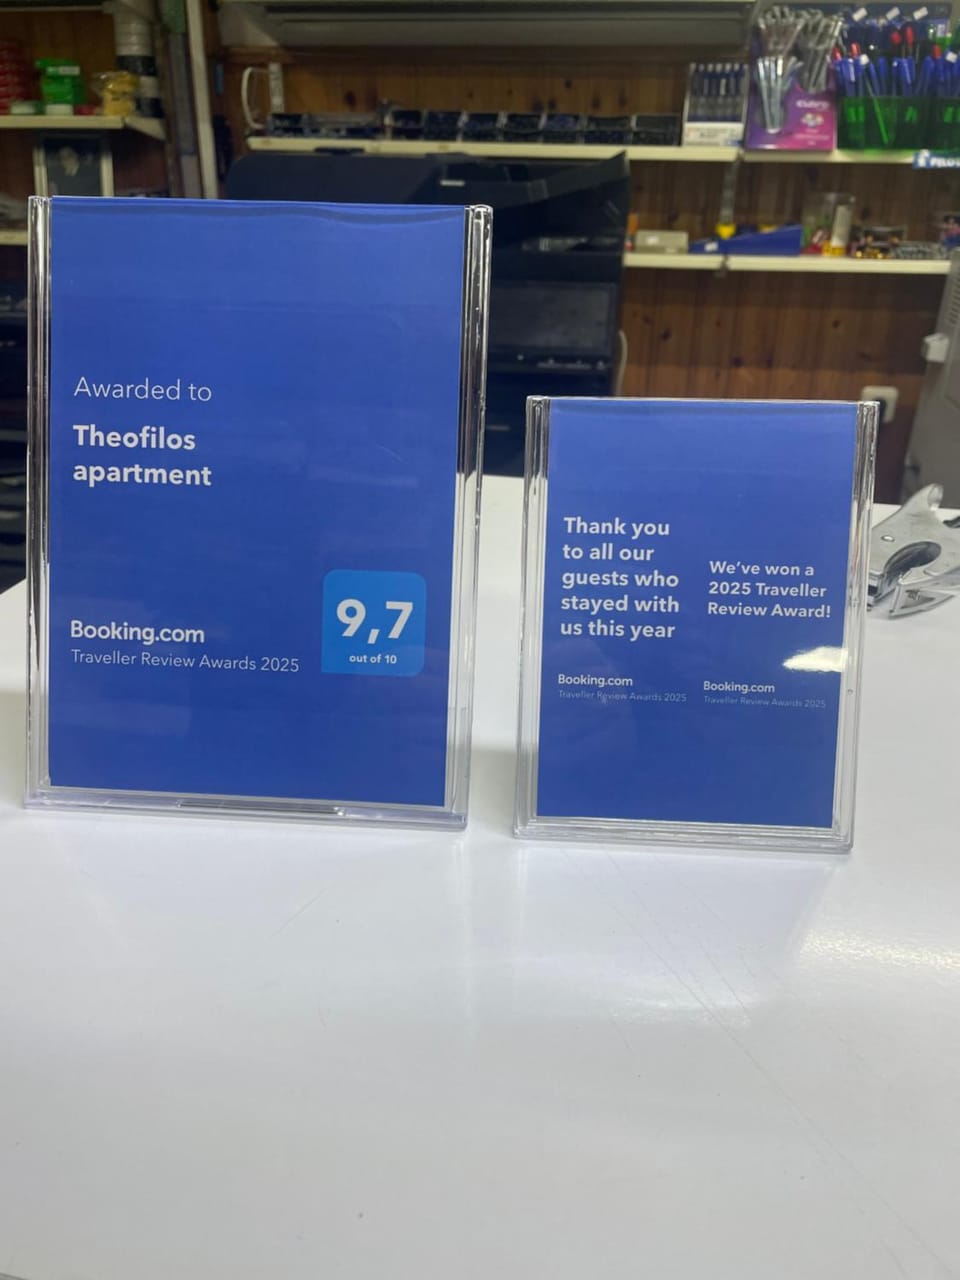 Awarded to
Theofilos
apartment
Booking.com
Traveller Review Awards 2025
9,7
out of 10
Thank you
to all our
guests who
stayed with
us this year
Booking.com
Traveller Review Awards 2025
We've won a
2025 Traveller
Review Award!
Booking.com
Traveller Review Awards 2025